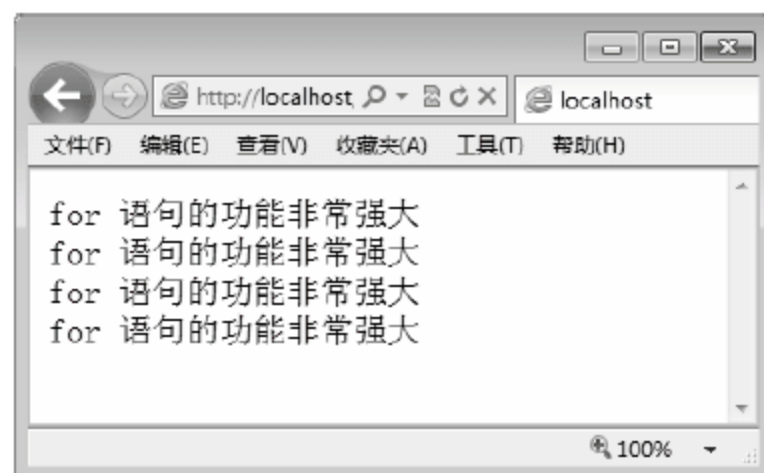 http://localhost
localhost
文件(F) 编辑(E) 查看(V) 收藏夹(A) 工具(T) 帮助(H)
for 语句的功能非常强大
for 语句的功能非常强大
for 语句的功能非常强大
for 语句的功能非常强大
100%